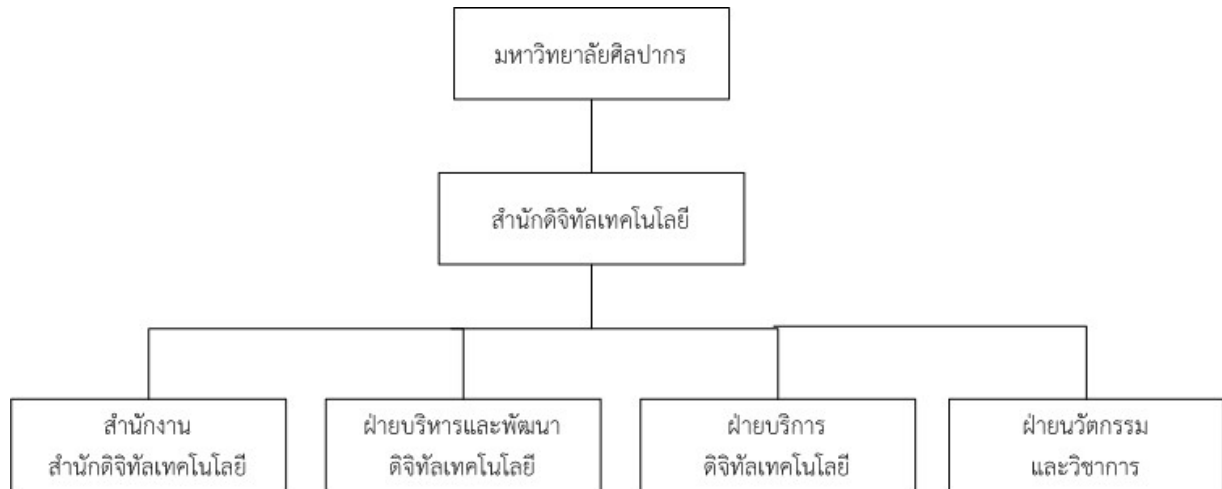 มหาวิทยาลัยศิลปากร
สำนักดิจิทัลเทคโนโลยี
สำนักงาน
สำนักดิจิทัลเทคโนโลยี
ฝ่ายบริหารและพัฒนา
ดิจิทัลเทคโนโลยี
ฝ่ายบริการ
ดิจิทัลเทคโนโลยี
ฝ่ายนวัตกรรม
และวิชาการ